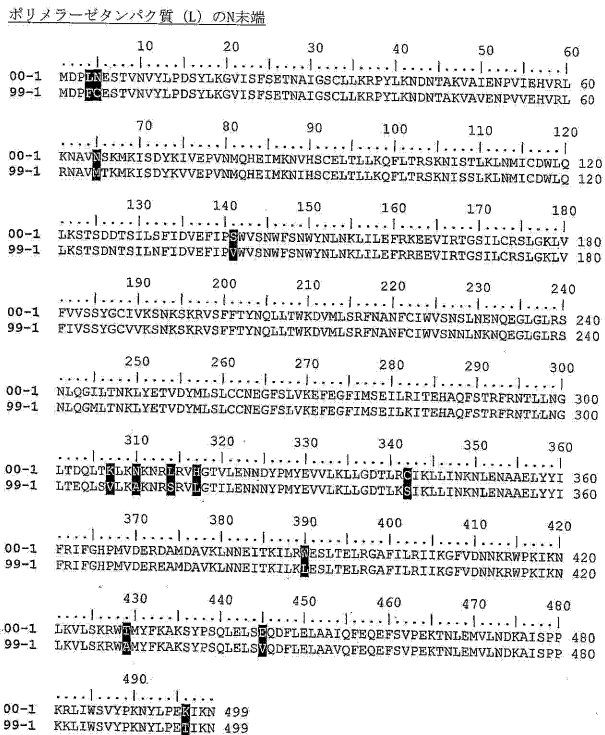 ポリメラーゼタンパク質 (L) のN末端
10 20 30 40 50 60
00-1 MDPLNESTVNVYLPDSYLKGVISFSETNAIGSCLLKRPYLKNDNTAKVAIENPVIEHVRL 60
99-1 MDPFCESTVNVYLPDSYLKGVISFSETNAIGSCLLKRPYLKNDNTAKVAVENPVVEHVRL 60
70 80 90 100 110 120
00-1 KNAVNSKMKISDYKIVEPVNMQHEIMKNVHSCELTLLKQFLTRSKNISTLKLNMICDWLQ 120
99-1 RNAVMTKMKISDYKVVEPVNMQHEIMKNIHSCELTLLKQFLTRSKNISSLKLNMICDWLQ 120
130 140 150 160 170 180
00-1 LKSTSDDTSILSFIDVEFIPSWVSNWFSNWYNLNKLILEFRKEEVIRTGSILCRSLGKLV 180
99-1 LKSTSDNTSILNFIDVEFIPVWVSNWFSNWYNLNKLILEFRREEVIRTGSILCRSLGKLV 180
190 200 210 220 230 240
00-1 FVVSSYGCIVKSNKSKRVSFFTYNQLLTWKDVMLSRFNANFCIWVSNSLNENQEGLGLRS 240
99-1 FIVSSYGCVVKSNKSKRVSFFTYNQLLTWKDVMLSRFNANFCIWVSNNLNKNQEGLGLRS 240
250 260 270 280 290 300
00-1 NLQGILTNKLYETVDYMLSLCCNEGFSLVKEFEGFIMSEILRITEHAQFSTRFRNTLLNG 300
99-1 NLQGMLTNKLYETVDYMLSLCCNEGFSLVKEFEGFIMSEILKITEHAQFSTRFRNTLLNG 300
310 320 330 340 350 360
00-1 LTDQLTKLKNKNRLRVHGTVLENNDYPMYEVVLKLLGDTLRCIKLLINKNLENAAELYYI 360
99-1 LTEQLSVLKAKNRSRVLGTILENNNYPMYEVVLKLLGDTLKSIKLLINKNLENAAELYYI 360
370 380 390 400 410 420
00-1 FRIFGHPMVDERDAMDAVKLNNEITKILRWESLTELRGAFILRIIKGFVDNNKRWPKIKN 420
99-1 FRIFGHPMVDEREAMDAVKLNNEITKILKLESLTELRGAFILRIIKGFVDNNKRWPKIKN 420
430 440 450 460 470 480
00-1 LKVLSKRWTMYFKAKSYPSQLELSEQDFLELAAIQFEQEFSVPEKTNLEMVLNDKAISPP 480
99-1 LKVLSKRWAMYFKAKSYPSQLELSVQDFLELAAVQFEQEFSVPEKTNLEMVLNDKAISPP 480
490
00-1 KRLIWSVYPKNYLPEKIKN 499
99-1 KKLIWSVYPKNYLPETIKN 499